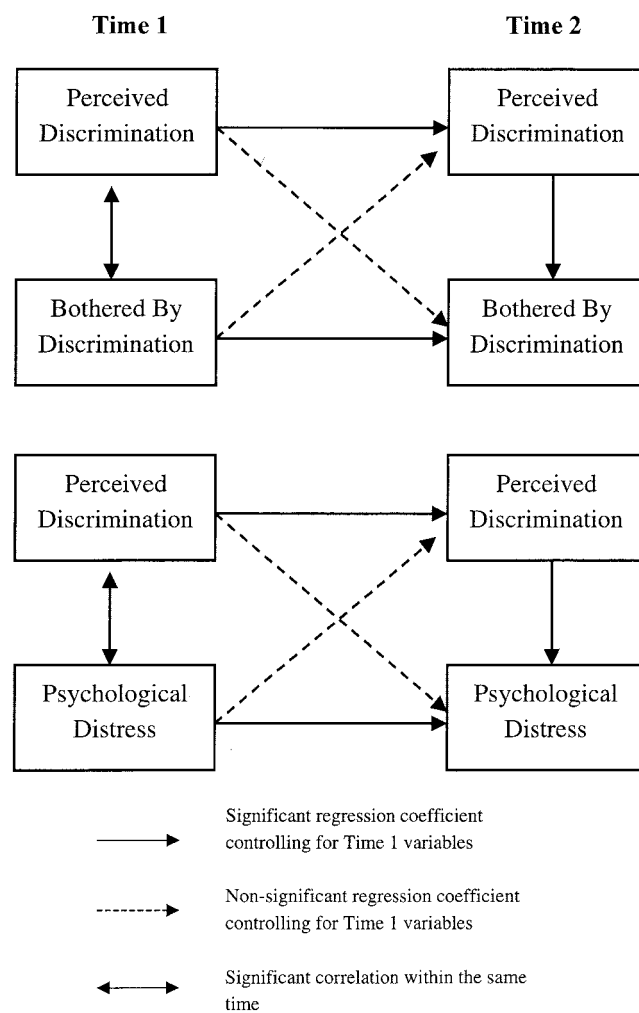 Time 1
Time 2
Perceived
Discrimination
Perceived
Discrimination
Bothered By
Discrimination
Bothered By
Discrimination
Perceived
Discrimination
Perceived
Discrimination
Psychological
Distress
Psychological
Distress
Significant regression coefficient
controlling for Time 1 variables
Non-significant regression coefficient
controlling for Time 1 variables
Significant correlation within the same
time